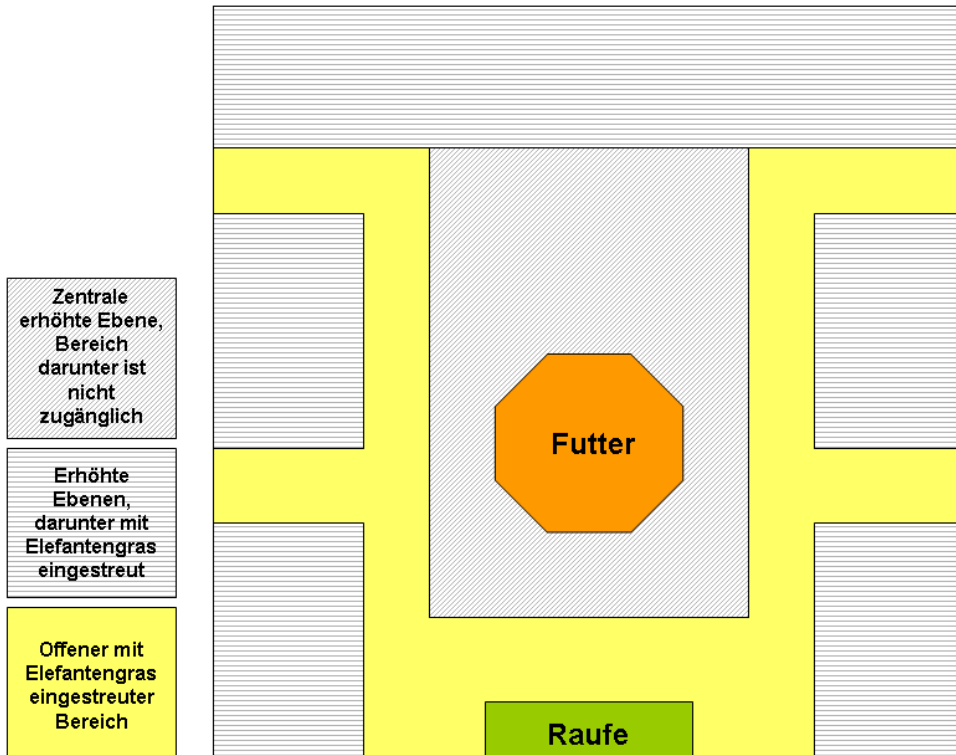 Zentrale
erhöhte Ebene,
Bereich
darunter ist
nicht
zugänglich
Erhöhte
Ebenen,
darunter mit
Elefantengras
eingestreut
Offener mit
Elefantengras
eingestreuter
Bereich
Futter
Raufe